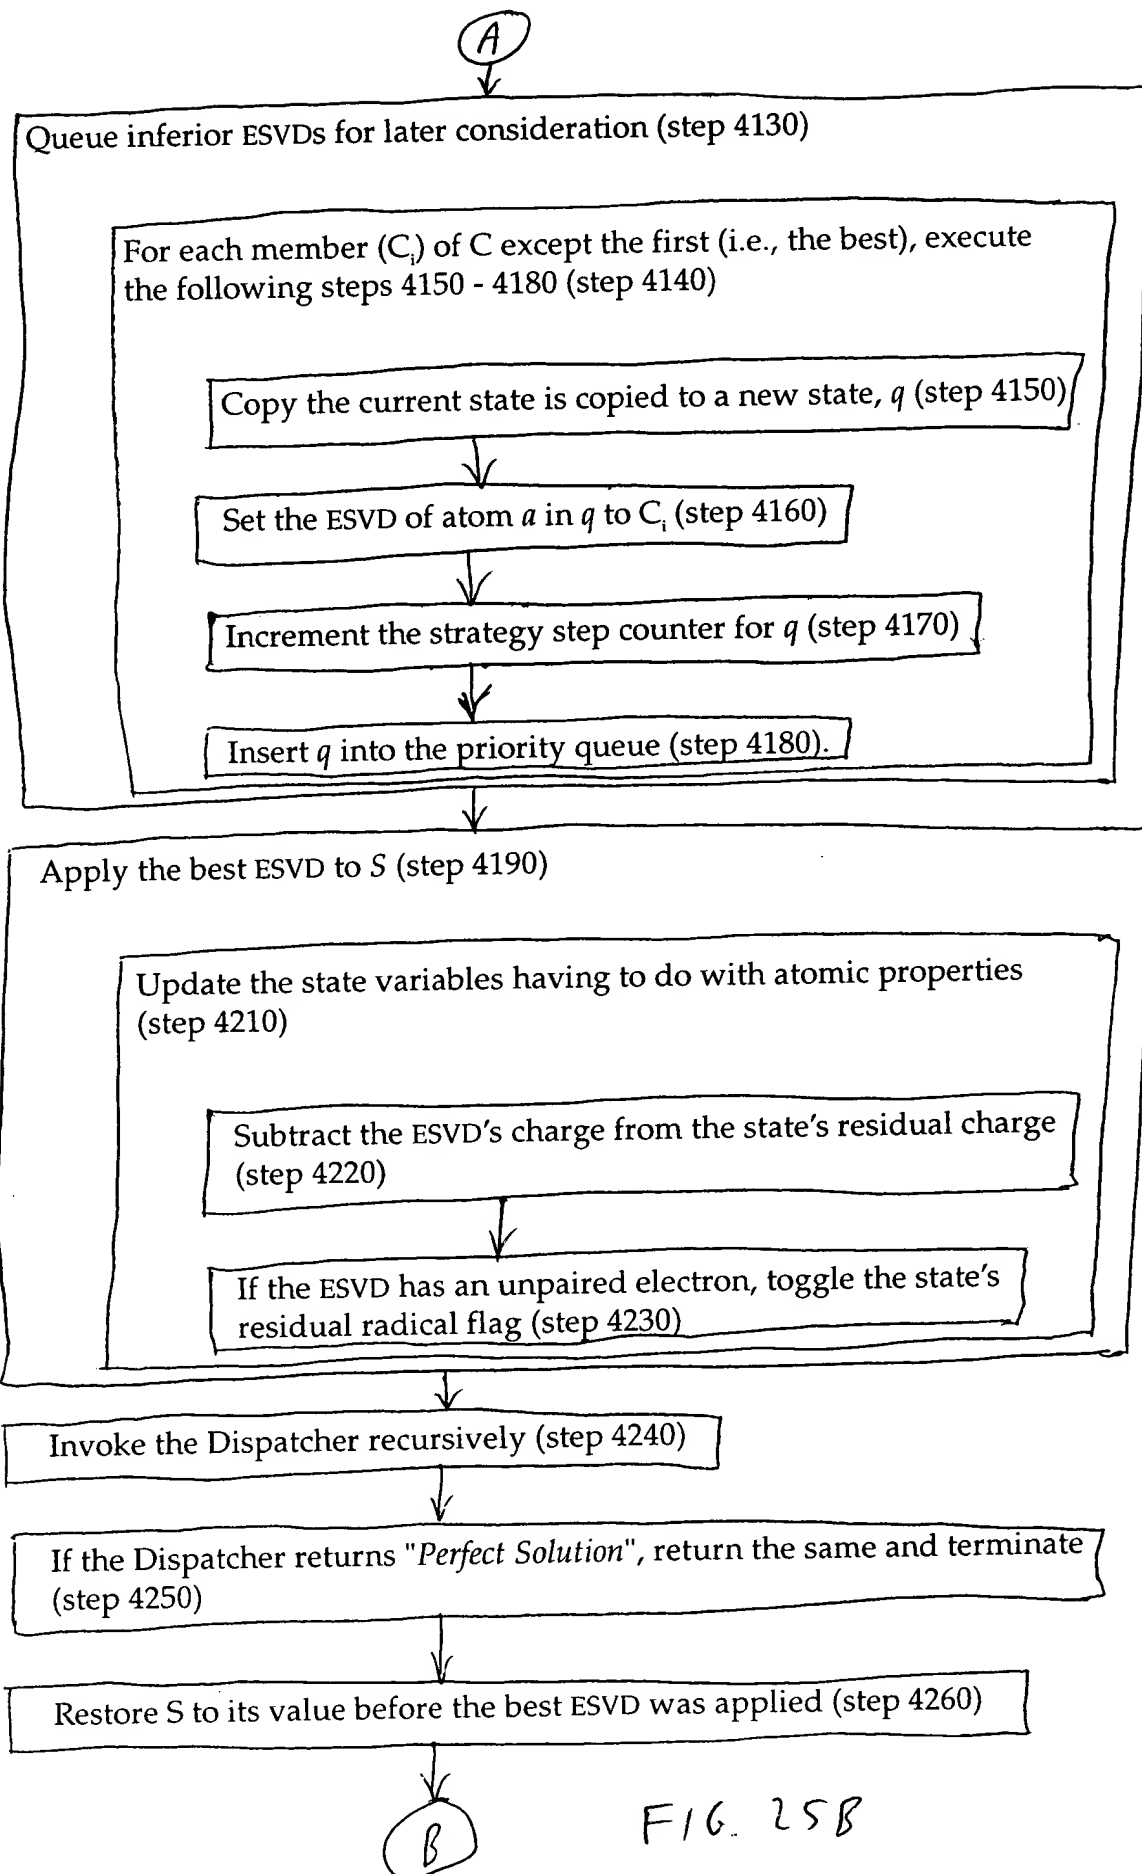 A
Queue inferior ESVDs for later consideration (step 4130)
For each member (Cᵢ) of C except the first (i.e., the best), execute
the following steps 4150 - 4180 (step 4140)
Copy the current state is copied to a new state, q (step 4150)
Set the ESVD of atom a in q to Cᵢ (step 4160)
Increment the strategy step counter for q (step 4170)
Insert q into the priority queue (step 4180).
Apply the best ESVD to S (step 4190)
Update the state variables having to do with atomic properties
(step 4210)
Subtract the ESVD's charge from the state's residual charge
(step 4220)
If the ESVD has an unpaired electron, toggle the state's
residual radical flag (step 4230)
Invoke the Dispatcher recursively (step 4240)
If the Dispatcher returns "Perfect Solution", return the same and terminate
(step 4250)
Restore S to its value before the best ESVD was applied (step 4260)
B
FIG. 25B